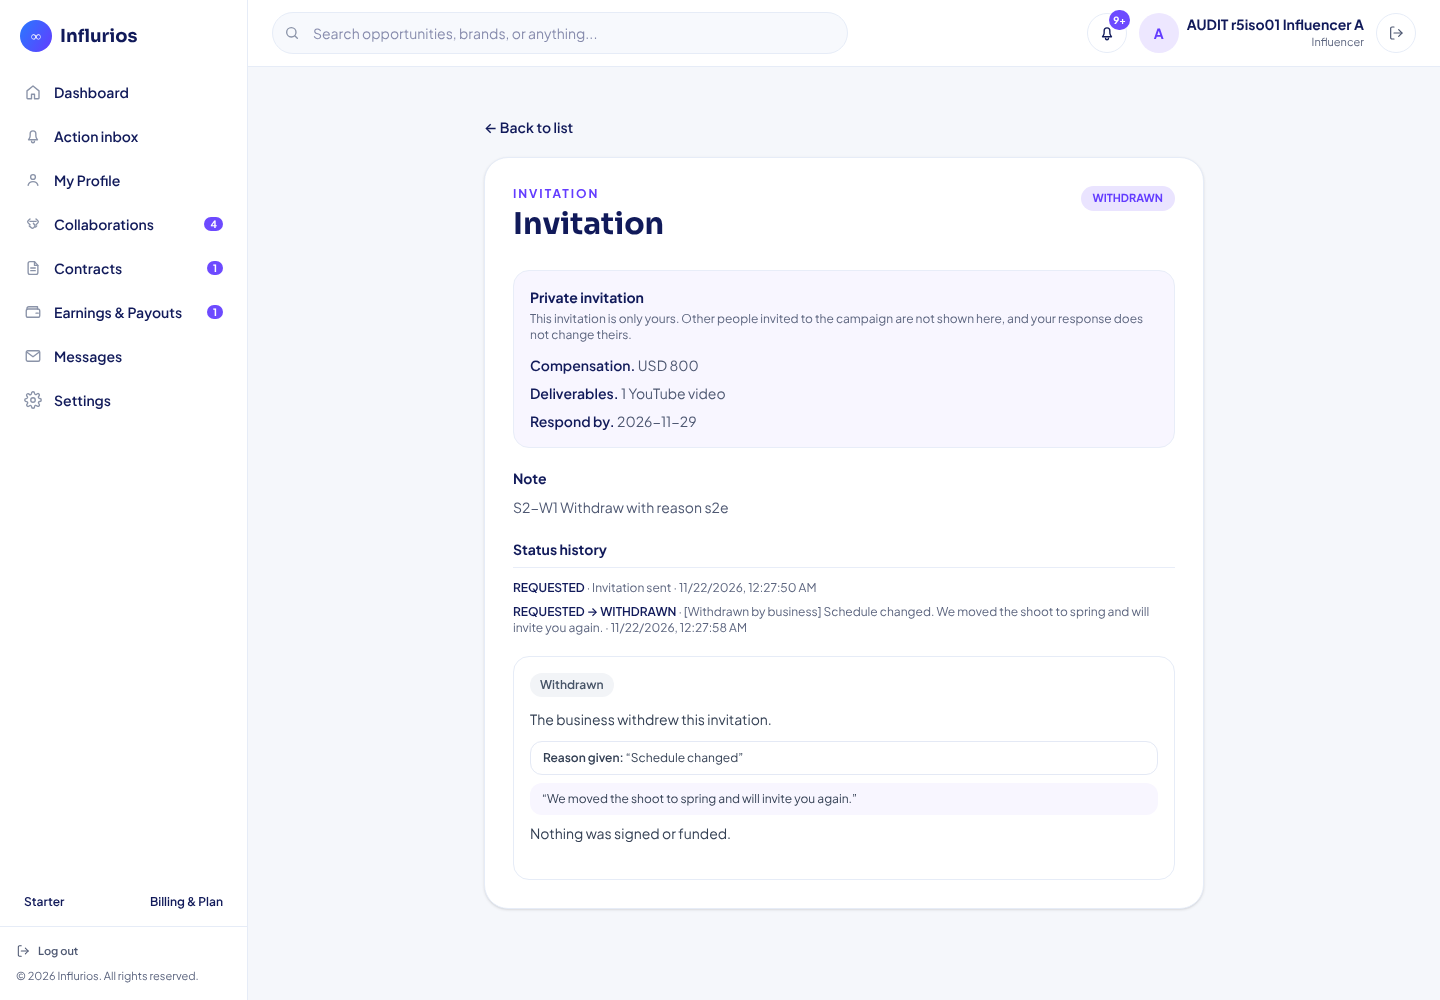 Influrios
Search opportunities, brands, or anything...
9+
A
AUDIT r5iso01 Influencer A
Influencer
Dashboard
Action inbox
My Profile
Collaborations 4
Contracts 1
Earnings & Payouts 1
Messages
Settings
Starter
Billing & Plan
Log out
© 2026 Influrios. All rights reserved.
← Back to list
INVITATION
WITHDRAWN
Invitation
Private invitation
This invitation is only yours. Other people invited to the campaign are not shown here, and your response does
not change theirs.
Compensation. USD 800
Deliverables. 1 YouTube video
Respond by. 2026-11-29
Note
S2-W1 Withdraw with reason s2e
Status history
REQUESTED · Invitation sent · 11/22/2026, 12:27:50 AM
REQUESTED → WITHDRAWN · [Withdrawn by business] Schedule changed. We moved the shoot to spring and will
invite you again. · 11/22/2026, 12:27:58 AM
Withdrawn
The business withdrew this invitation.
Reason given: “Schedule changed”
“We moved the shoot to spring and will invite you again.”
Nothing was signed or funded.